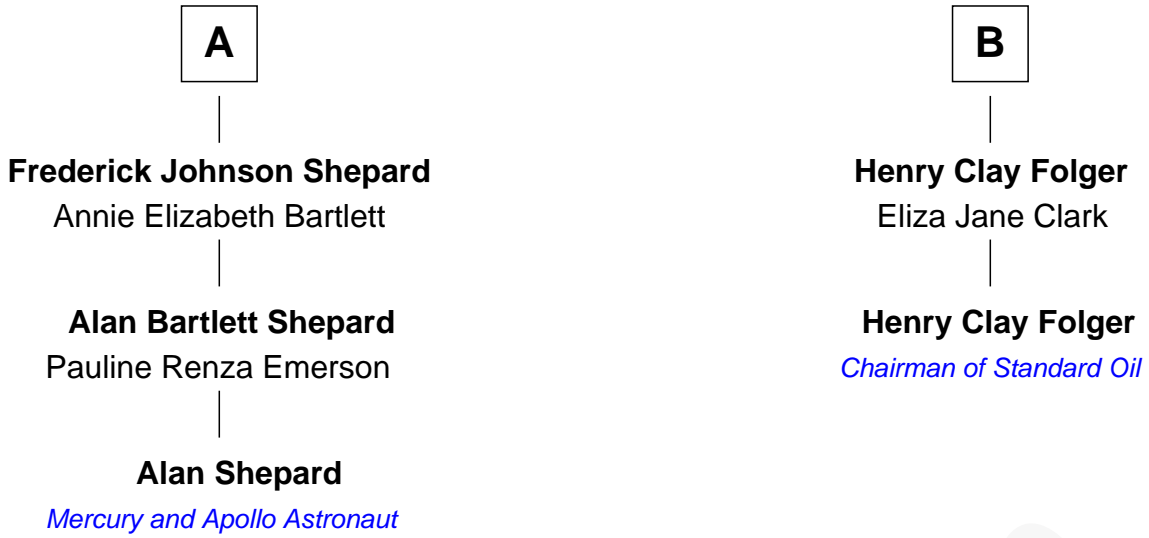 A
Frederick Johnson Shepard
Annie Elizabeth Bartlett
Alan Bartlett Shepard
Pauline Renza Emerson
Alan Shepard
Mercury and Apollo Astronaut
B
Henry Clay Folger
Eliza Jane Clark
Henry Clay Folger
Chairman of Standard Oil